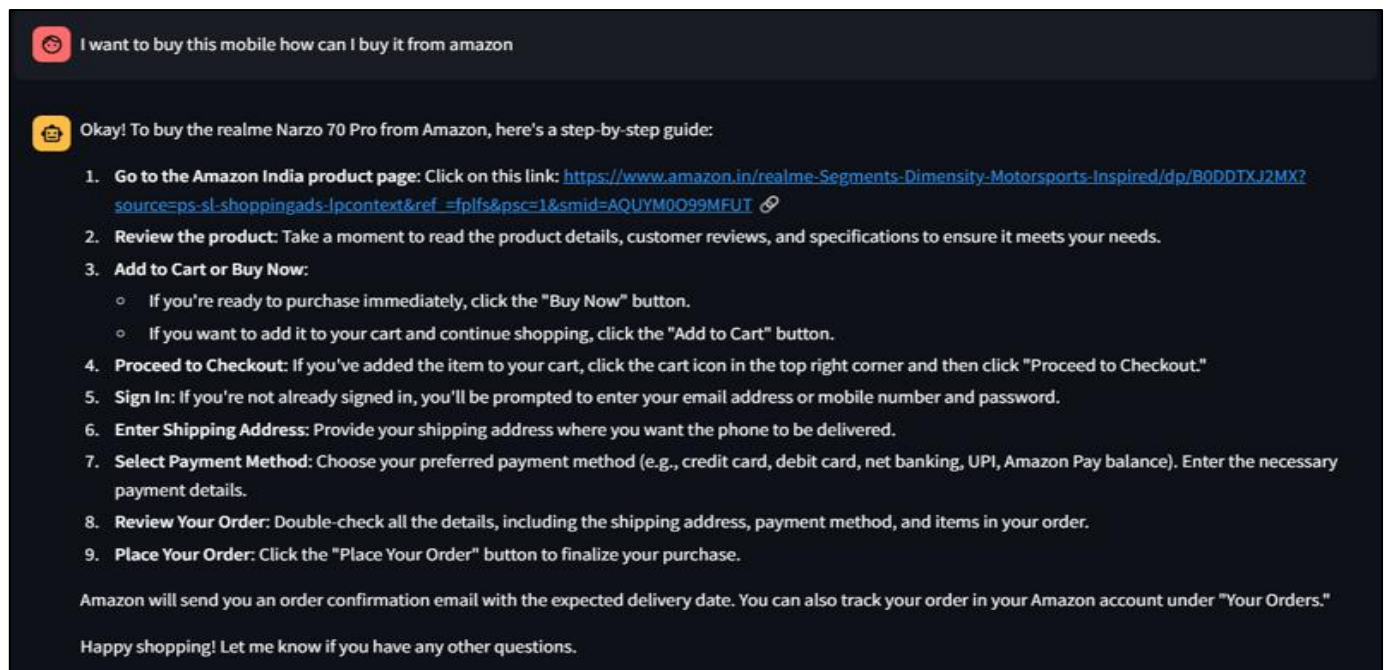 I want to buy this mobile how can I buy it from amazon
Okay! To buy the realme Narzo 70 Pro from Amazon, here's a step-by-step guide:
1. Go to the Amazon India product page: Click on this link: https://www.amazon.in/realme-Segments-Dimensity-Motorsports-Inspired/dp/B0DDTXJ2MX?
source=ps-sl-shoppingads-lpcontext&ref_=fplfs&psc=1&smid=AQUYM0O99MFUT
2. Review the product: Take a moment to read the product details, customer reviews, and specifications to ensure it meets your needs.
3. Add to Cart or Buy Now:
○ If you're ready to purchase immediately, click the "Buy Now" button.
○ If you want to add it to your cart and continue shopping, click the "Add to Cart" button.
4. Proceed to Checkout: If you've added the item to your cart, click the cart icon in the top right corner and then click "Proceed to Checkout."
5. Sign In: If you're not already signed in, you'll be prompted to enter your email address or mobile number and password.
6. Enter Shipping Address: Provide your shipping address where you want the phone to be delivered.
7. Select Payment Method: Choose your preferred payment method (e.g., credit card, debit card, net banking, UPI, Amazon Pay balance). Enter the necessary
payment details.
8. Review Your Order: Double-check all the details, including the shipping address, payment method, and items in your order.
9. Place Your Order: Click the "Place Your Order" button to finalize your purchase.
Amazon will send you an order confirmation email with the expected delivery date. You can also track your order in your Amazon account under "Your Orders."
Happy shopping! Let me know if you have any other questions.